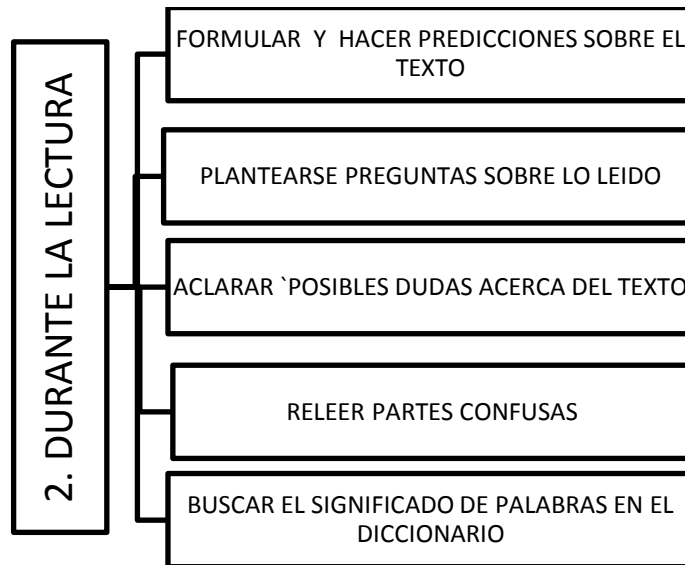 2. DURANTE LA LECTURA
FORMULAR Y HACER PREDICCIONES SOBRE EL
TEXTO
PLANTEARSE PREGUNTAS SOBRE LO LEIDO
ACLARAR `POSIBLES DUDAS ACERCA DEL TEXTO
RELEER PARTES CONFUSAS
BUSCAR EL SIGNIFICADO DE PALABRAS EN EL
DICCIONARIO